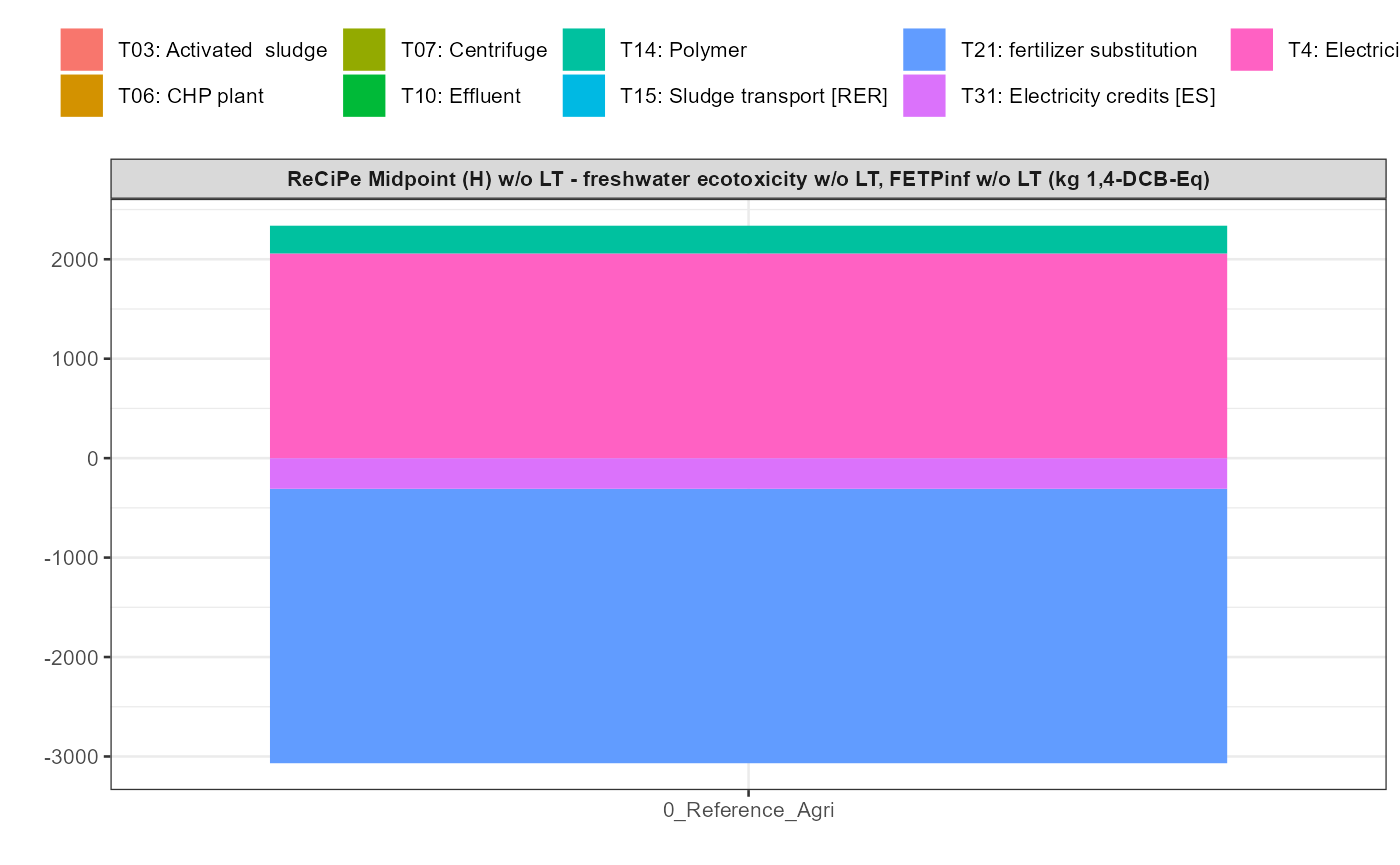 T03: Activated  sludge T07: Centrifuge T14: Polymer T21: fertilizer substitution T4: Electrici
T06: CHP plant T10: Effluent T15: Sludge transport [RER] T31: Electricity credits [ES]
ReCiPe Midpoint (H) w/o LT - freshwater ecotoxicity w/o LT, FETPinf w/o LT (kg 1,4-DCB-Eq)
2000
1000
0
-1000
-2000
-3000
0_Reference_Agri